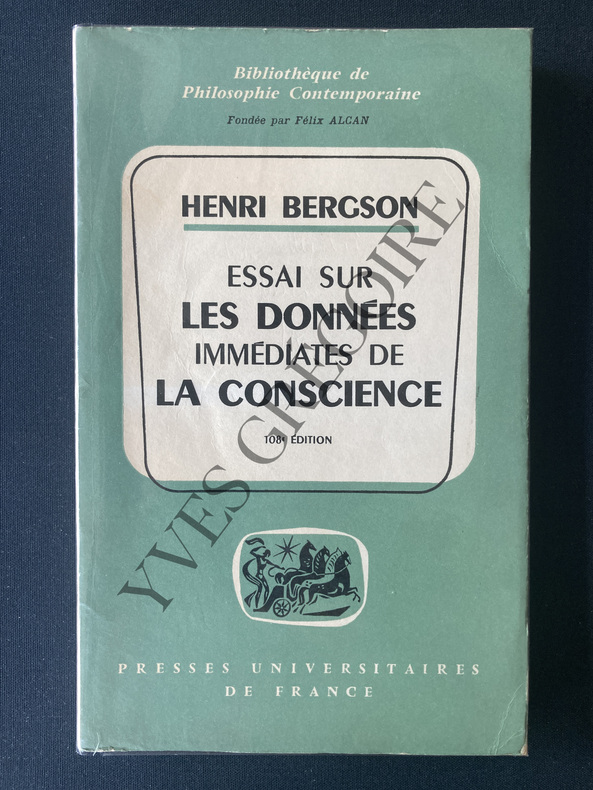 Bibliothèque de
Philosophie Contemporaine
Fondée par Félix ALCAN
HENRI BERGSON
ESSAI SUR
LES DONNÉES
IMMÉDIATES DE
LA CONSCIENCE
108e ÉDITION
YVES GRÉGOIRE
PRESSES UNIVERSITAIRES
DE FRANCE